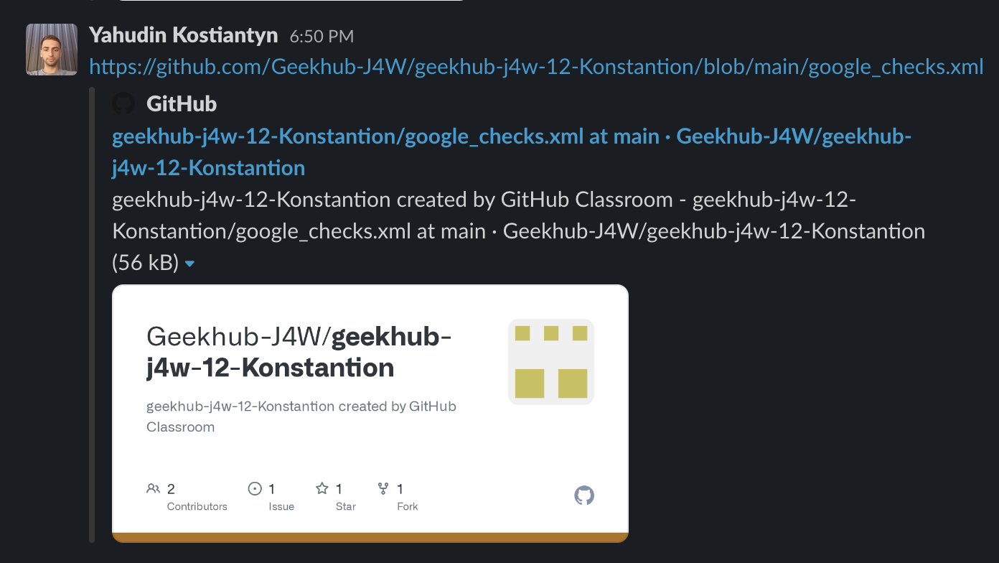 Yahudin Kostiantyn 6:50 PM
https://github.com/Geekhub-J4W/geekhub-j4w-12-Konstantion/blob/main/google_checks.xml
GitHub
geekhub-j4w-12-Konstantion/google_checks.xml at main · Geekhub-J4W/geekhub-
j4w-12-Konstantion
geekhub-j4w-12-Konstantion created by GitHub Classroom - geekhub-j4w-12-
Konstantion/google_checks.xml at main · Geekhub-J4W/geekhub-j4w-12-Konstantion
(56 kB)
Geekhub-J4W/geekhub-
j4w-12-Konstantion
geekhub-j4w-12-Konstantion created by GitHub
Classroom
2 1 1 1
Contributors Issue Star Fork